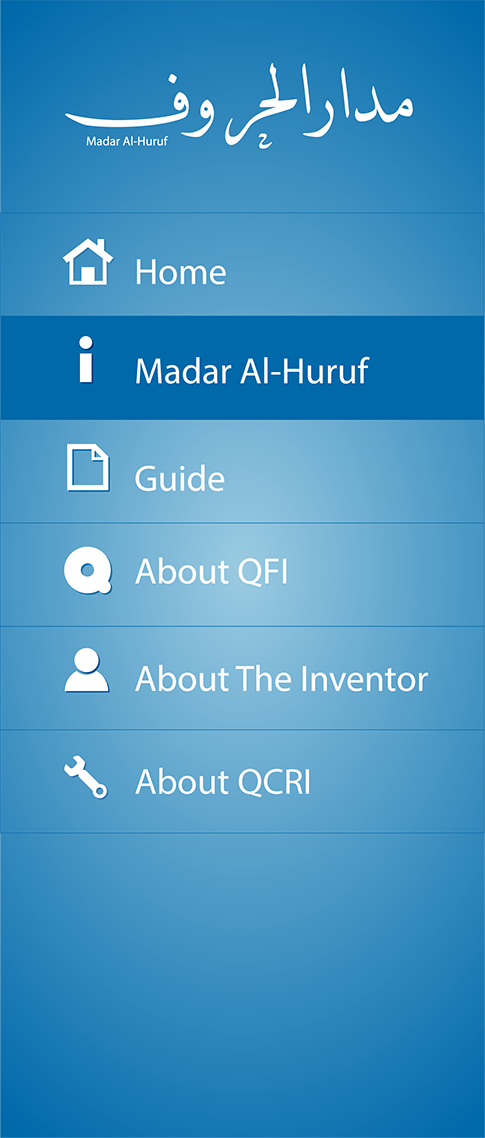 مدار الحروف
Madar Al-Huruf
Home
Madar Al-Huruf
Guide
About QFI
About The Inventor
About QCRI